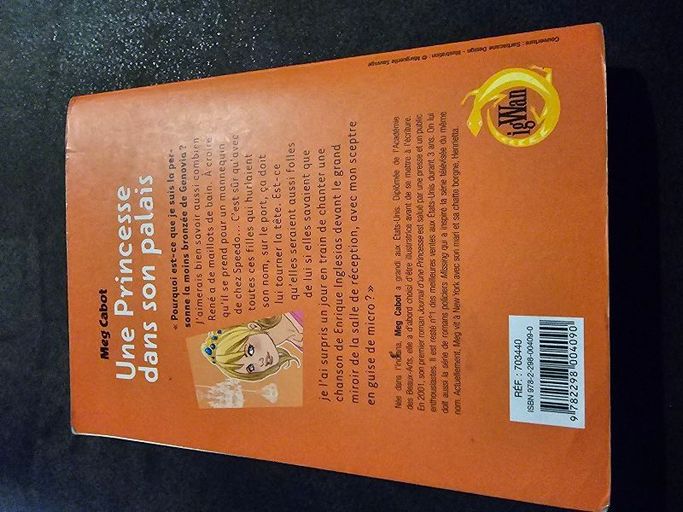 Meg Cabot
Une Princesse
dans son palais
« Pourquoi est-ce que je suis la per-
sonne la moins bronzée de Genovia ?
J'aimerais bien savoir aussi combien
René a de maillots de bain. À croire
qu'il se prend pour un mannequin
de chez Speedo... C'est sûr qu'avec
toutes ces filles qui hurlaient
son nom, sur le port, ça doit
lui tourner la tête. Est-ce
qu'elles seraient aussi folles
de lui si elles savaient que
je l'ai surpris un jour en train de chanter une
chanson de Enrique Inglesias devant le grand
miroir de la salle de réception, avec mon sceptre
en guise de micro ? »
Née dans l'Indiana, Meg Cabot a grandi aux États-Unis. Diplômée de l'Académie
des Beaux-Arts, elle a d'abord choisi d'être illustratrice avant de se mettre à l'écriture.
En 2001, son premier roman Journal d'une Princesse est salué par une presse et un public
enthousiastes. Il est resté n°1 des meilleures ventes aux États-Unis durant 3 ans. On lui
doit aussi la série de romans policiers Missing qui a inspiré la série télévisée du même
nom. Actuellement, Meg vit à New York avec son mari et sa chatte borgne, Henrietta.
RÉF. 703440
ISBN 978-2-298-00409-0
9 782298 004090
igWan
Couverture : Sarbacane Design - Illustration : © Marguerite Sauvage